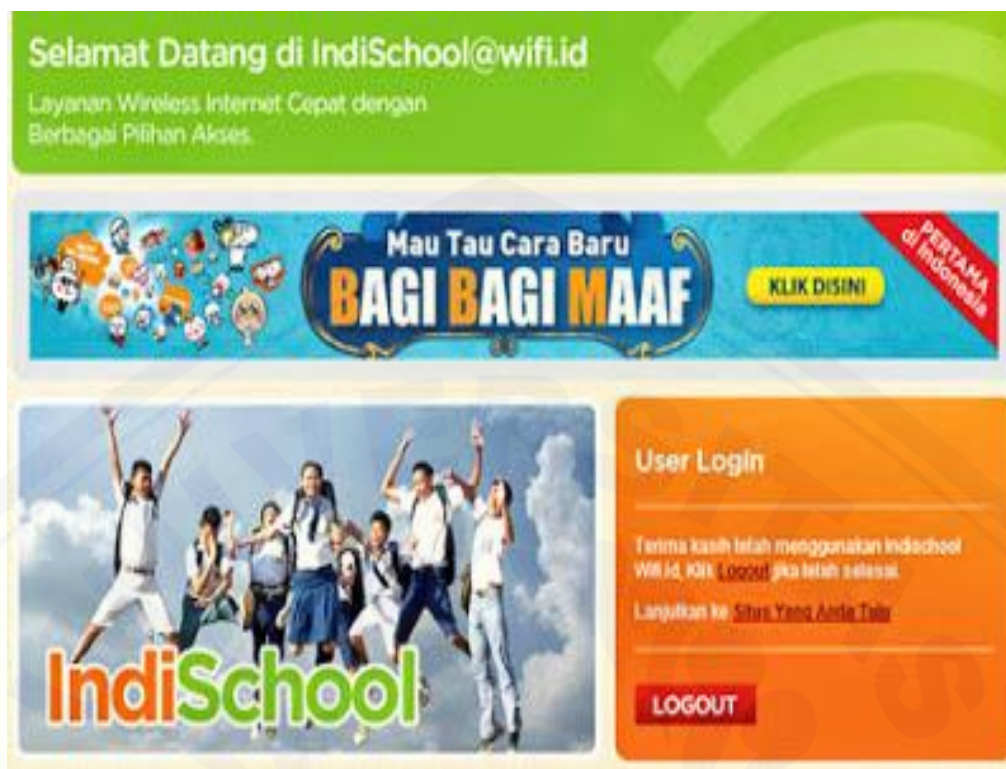 Selamat Datang di IndiSchool@wifi.id
Layanan Wireless Internet Cepat dengan
Berbagai Pilihan Akses.
Mau Tau Cara Baru
BAGI BAGI MAAF
KLIK DISINI
PERTAMA
di Indonesia
IndiSchool
User Login
Terima kasih telah menggunakan Indischool
Wifi.id, Klik Logout jika telah selesai.
Lanjutkan ke Situs Yang Anda Tuju
LOGOUT